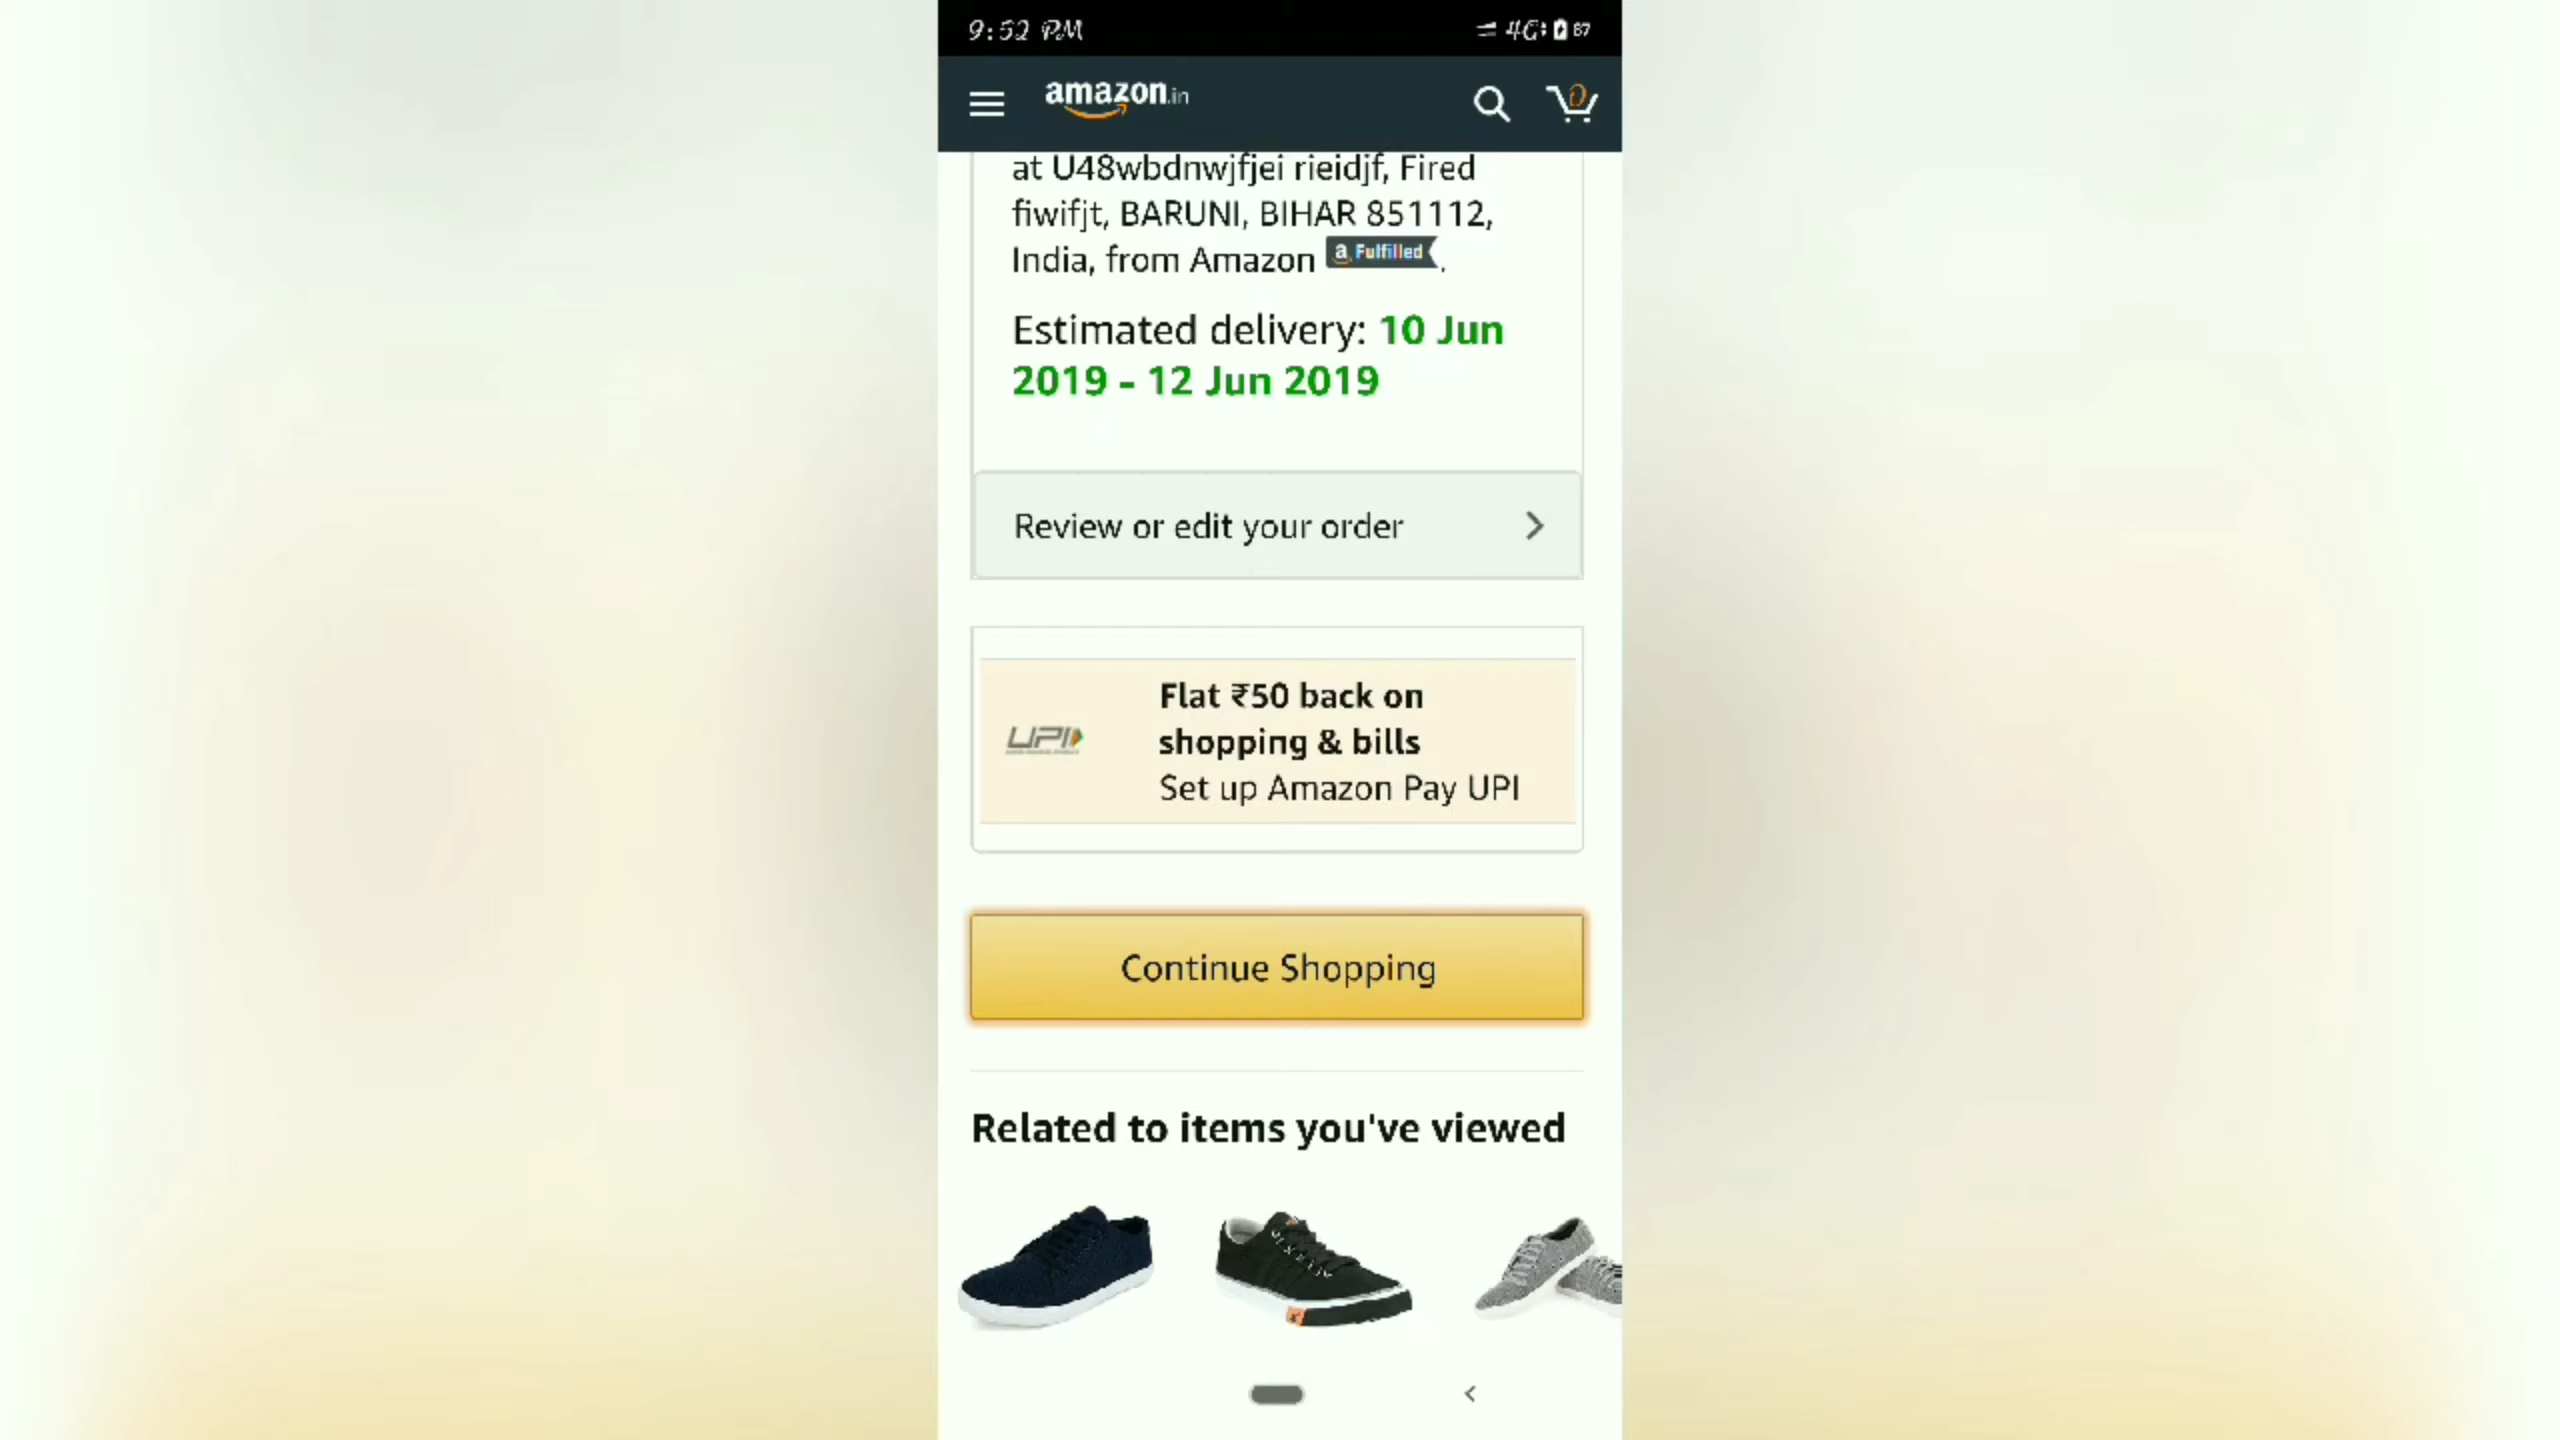 9:52 PM 4G 87
amazon.in 0
at U48wbdnwjfjei rieidjf, Fired
fiwifjt, BARUNI, BIHAR 851112,
India, from Amazon a Fulfilled.
Estimated delivery: 10 Jun
2019 - 12 Jun 2019
Review or edit your order
Flat ₹50 back on
UPI
shopping & bills
Set up Amazon Pay UPI
Continue Shopping
Related to items you've viewed